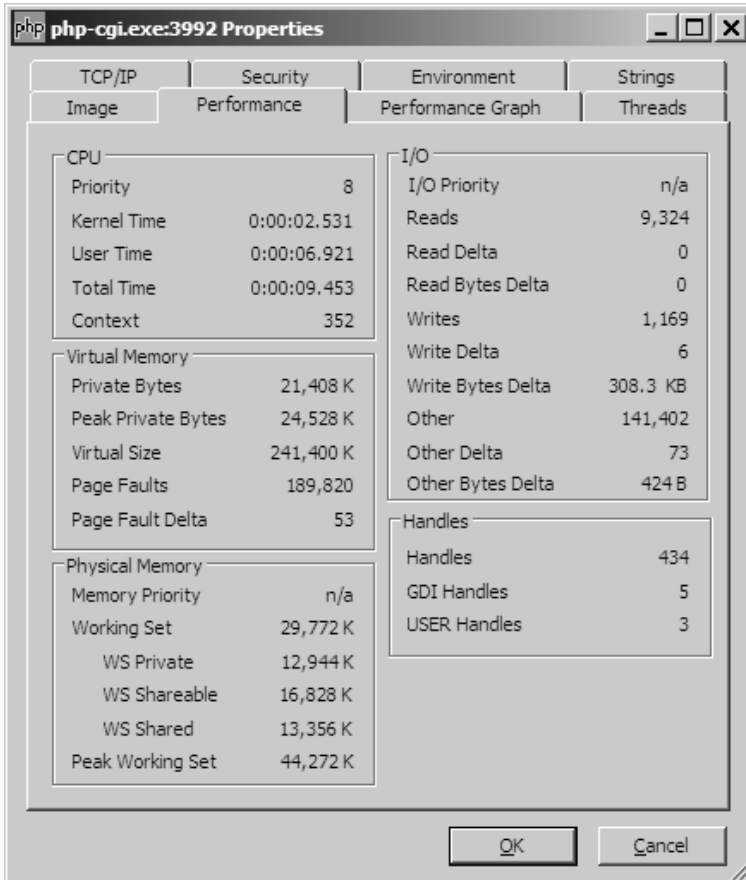 php php-cgi.exe:3992 Properties
TCP/IP Security Environment Strings
Image Performance Performance Graph Threads
CPU
Priority 8
Kernel Time 0:00:02.531
User Time 0:00:06.921
Total Time 0:00:09.453
Context 352
Virtual Memory
Private Bytes 21,408 K
Peak Private Bytes 24,528 K
Virtual Size 241,400 K
Page Faults 189,820
Page Fault Delta 53
Physical Memory
Memory Priority n/a
Working Set 29,772 K
WS Private 12,944 K
WS Shareable 16,828 K
WS Shared 13,356 K
Peak Working Set 44,272 K
I/O
I/O Priority n/a
Reads 9,324
Read Delta 0
Read Bytes Delta 0
Writes 1,169
Write Delta 6
Write Bytes Delta 308.3 KB
Other 141,402
Other Delta 73
Other Bytes Delta 424 B
Handles
Handles 434
GDI Handles 5
USER Handles 3
OK Cancel